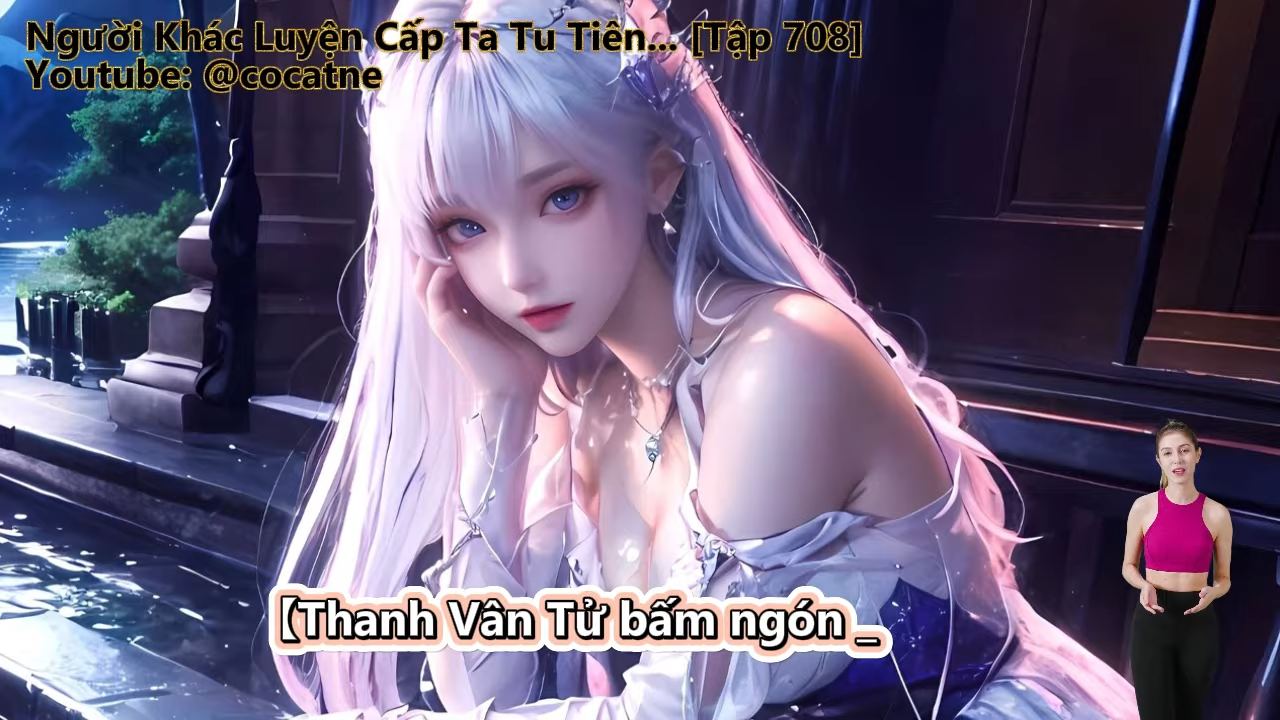 Người Khác Luyện Cấp Ta Tu Tiên... [Tập 708]
Youtube: @cocatne
【Thanh Vân Tử bấm ngón _